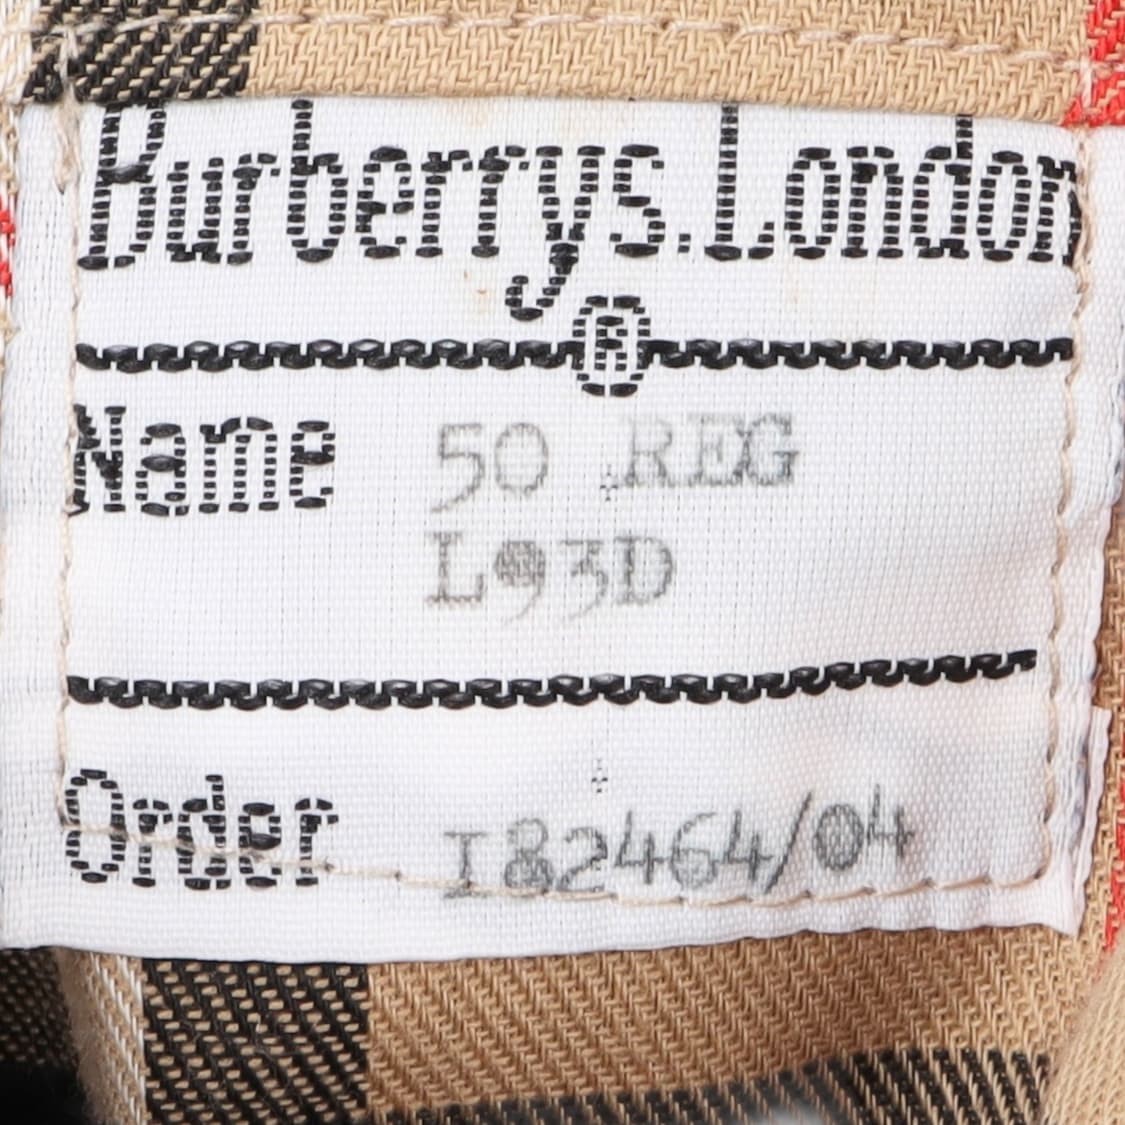 Burberrys. London
®
Name 50 REG
L93D
Order I82464/04